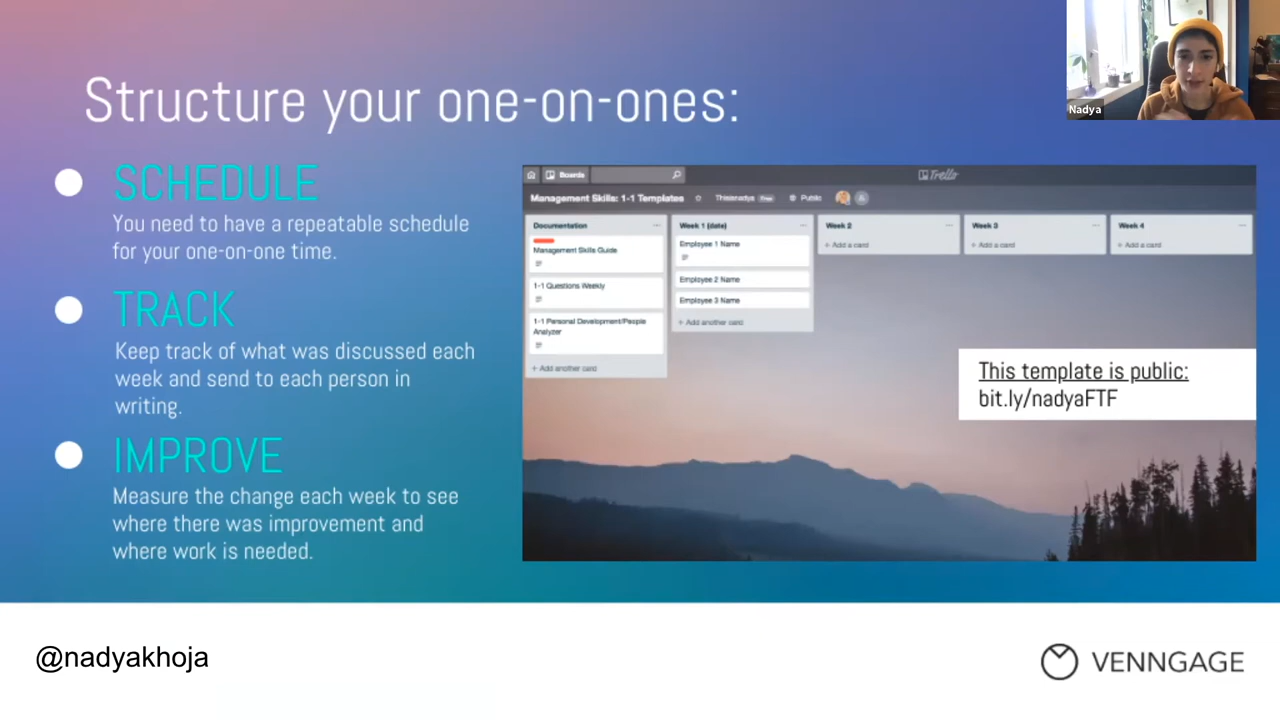 Structure your one-on-ones:
SCHEDULE
You need to have a repeatable schedule
for your one-on-one time.
TRACK
Keep track of what was discussed each
week and send to each person in
writing.
IMPROVE
Measure the change each week to see
where there was improvement and
where work is needed.
Nadya
Boards
Trello
Management Skills: 1-1 Templates
Thisisnadya
Free
Public
Documentation
Management Skills Guide
1-1 Questions Weekly
1-1 Personal Development/People
Analyzer
+ Add another card
Week 1 (date)
Employee 1 Name
Employee 2 Name
Employee 3 Name
+ Add another card
Week 2
+ Add a card
Week 3
+ Add a card
Week 4
+ Add a card
This template is public:
bit.ly/nadyaFTF
@nadyakhoja
VENNGAGE